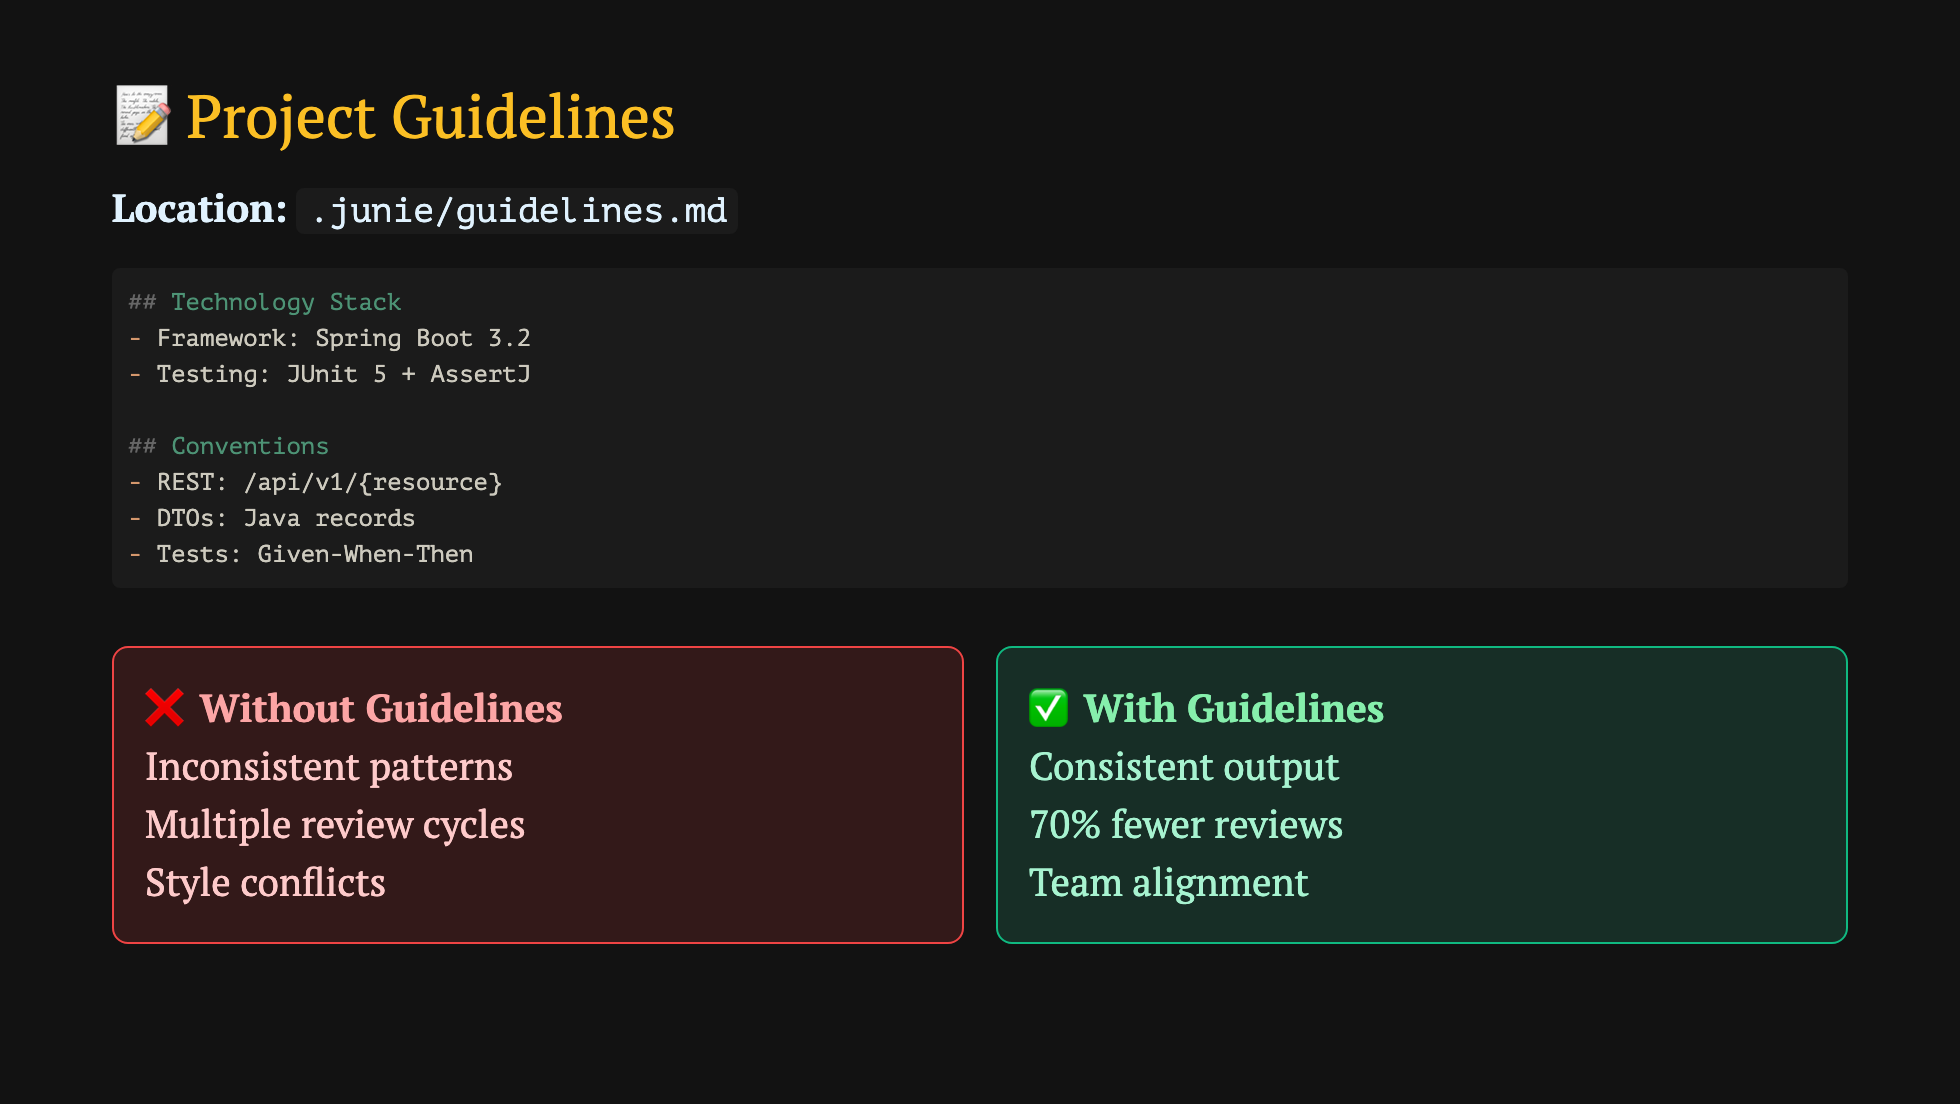 📝 Project Guidelines
Location: .junie/guidelines.md
## Technology Stack
- Framework: Spring Boot 3.2
- Testing: JUnit 5 + AssertJ
## Conventions
- REST: /api/v1/{resource}
- DTOs: Java records
- Tests: Given-When-Then
❌ Without Guidelines
Inconsistent patterns
Multiple review cycles
Style conflicts
✅ With Guidelines
Consistent output
70% fewer reviews
Team alignment